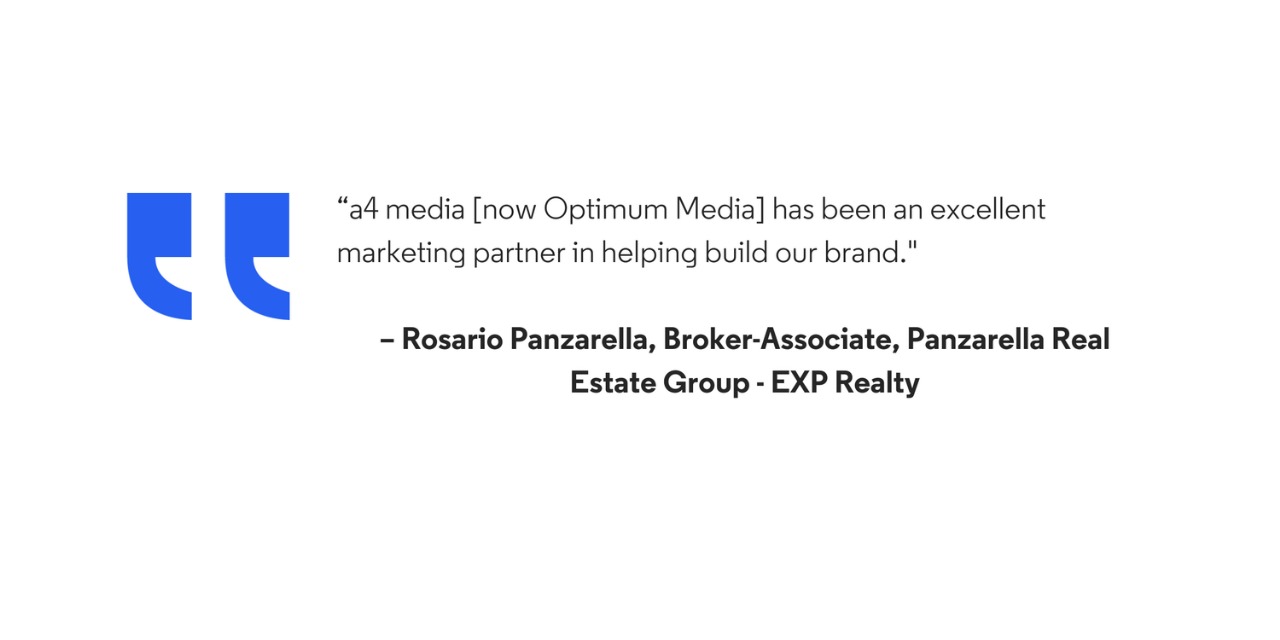 “a4 media [now Optimum Media] has been an excellent
marketing partner in helping build our brand."
– Rosario Panzarella, Broker-Associate, Panzarella Real
Estate Group - EXP Realty